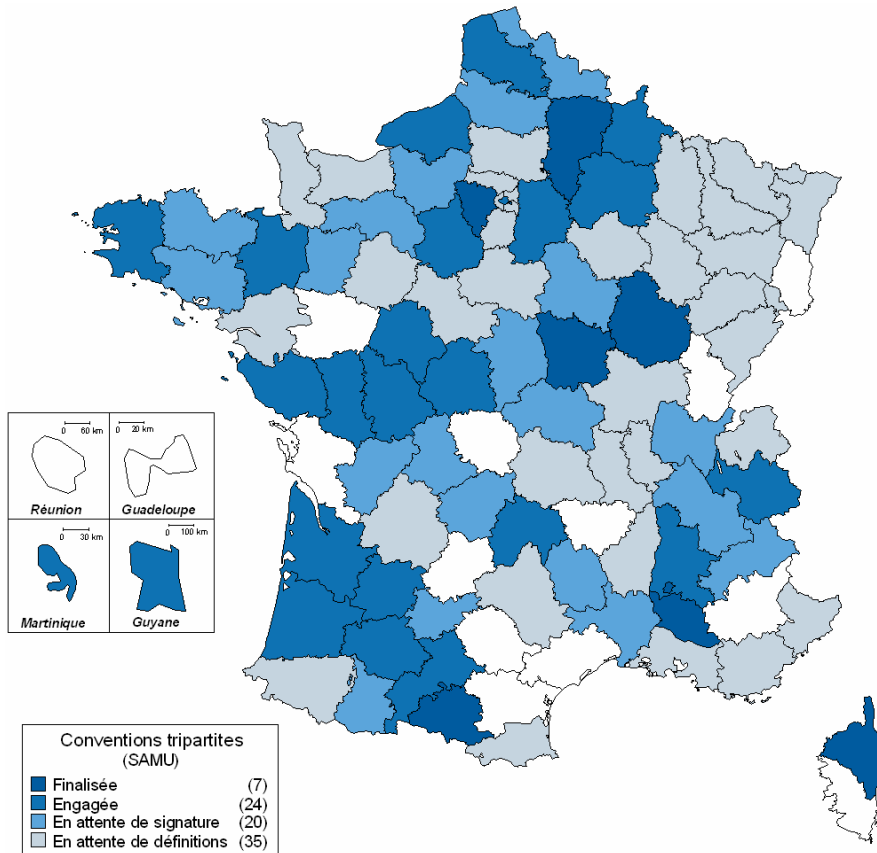 0 60 km
0 20 km
Réunion
Guadeloupe
0 30 km
0 100 km
Martinique
Guyane
Conventions tripartites
(SAMU)
Finalisée (7)
Engagée (24)
En attente de signature (20)
En attente de définitions (35)